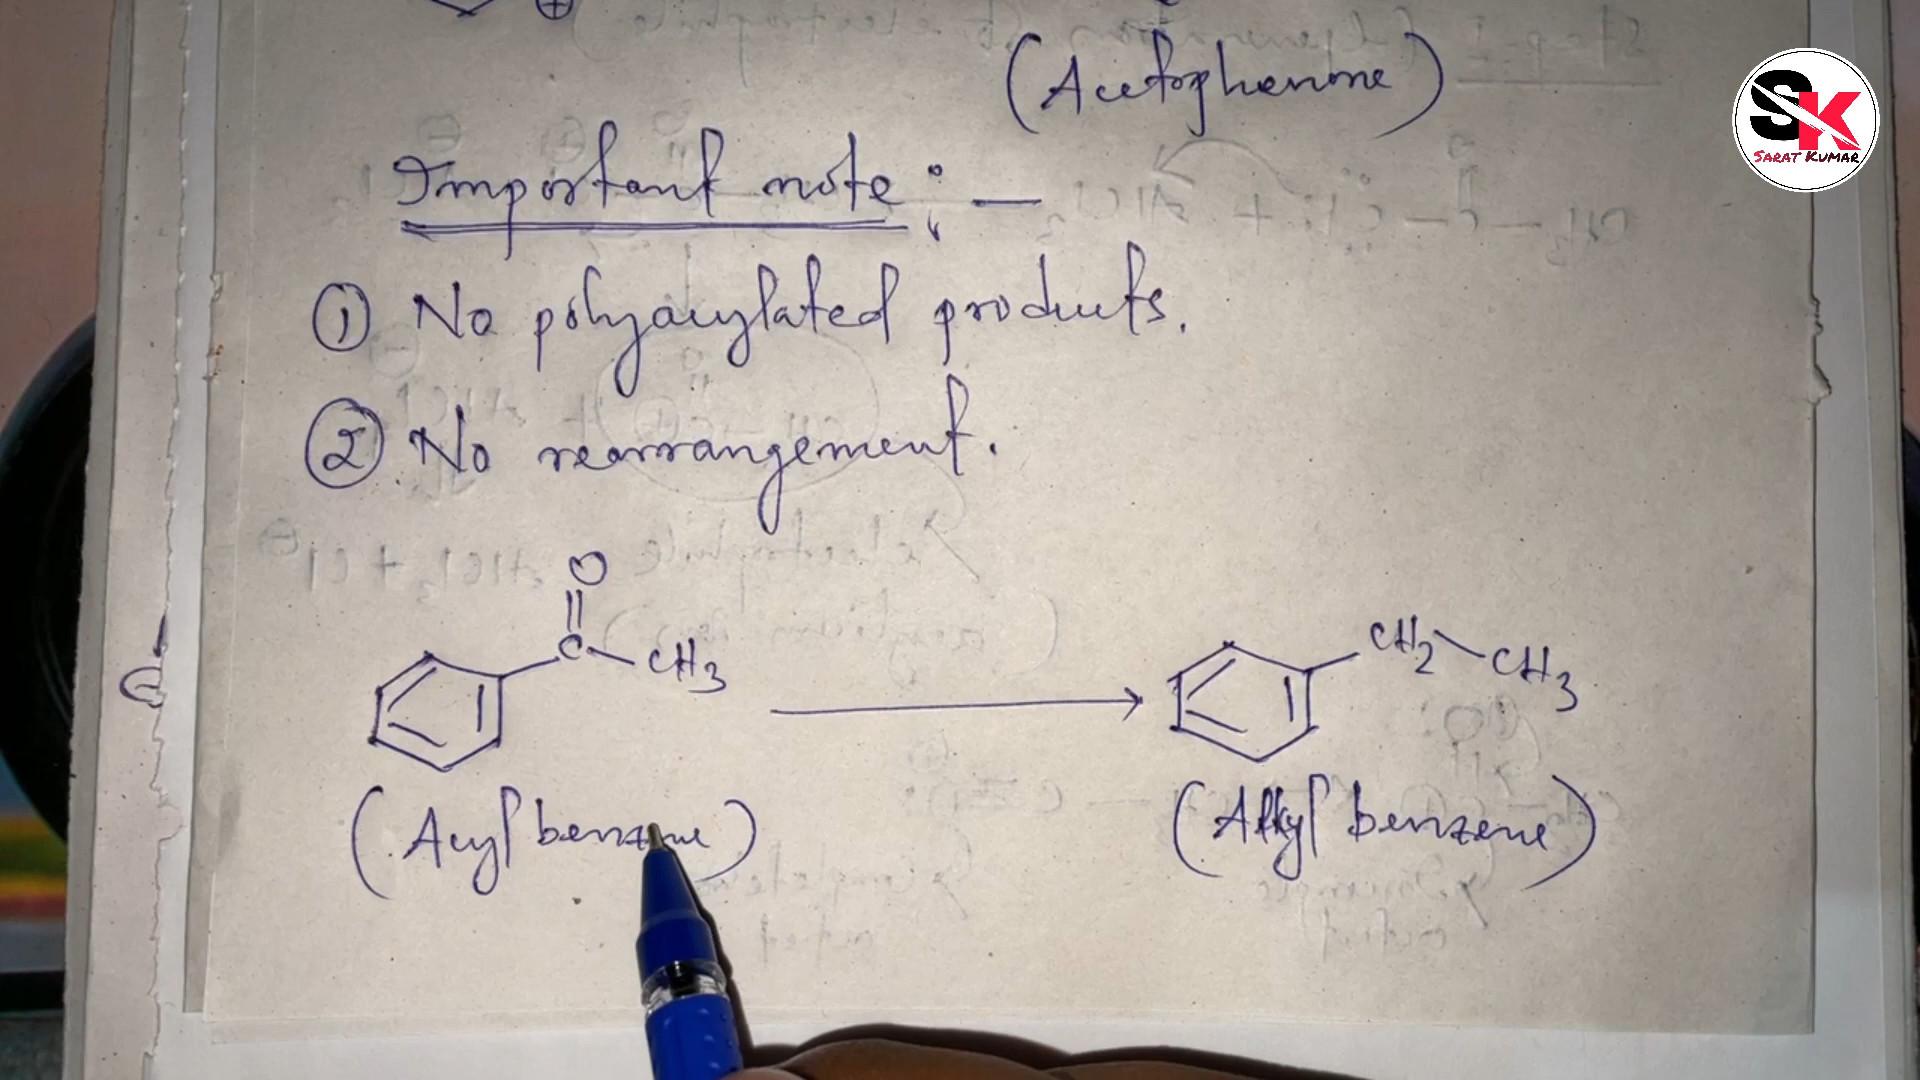 (Acetophenone)
SK
SARAT KUMAR
Important note : —
① No polyacylated products.
② No rearrangement.
O
C CH3
CH2 CH3
(Acyl benzene)
(Alkyl benzene)